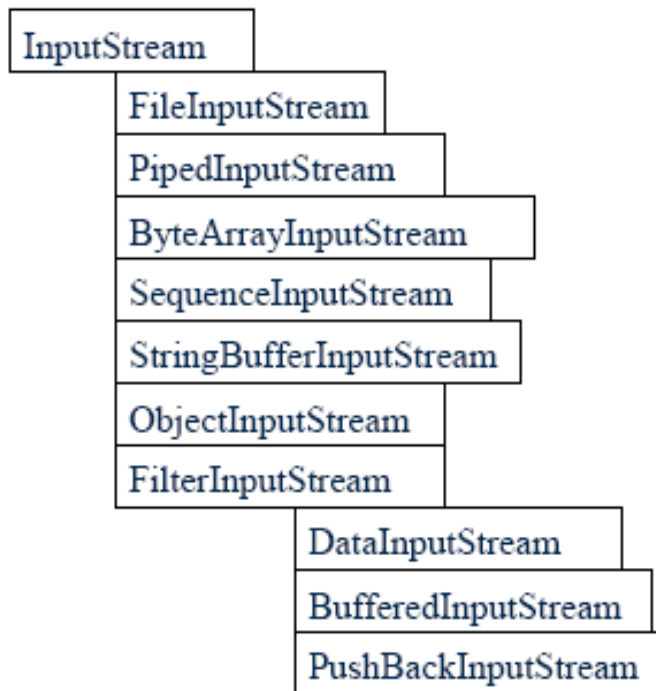 InputStream
FileInputStream
PipedInputStream
ByteArrayInputStream
SequenceInputStream
StringBufferInputStream
ObjectInputStream
FilterInputStream
DataInputStream
BufferedInputStream
PushBackInputStream